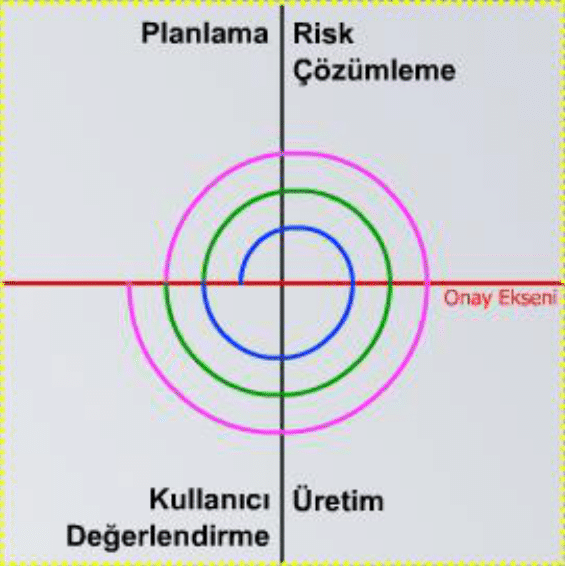 Planlama
Risk
Çözümleme
Onay Ekseni
Kullanıcı
Değerlendirme
Üretim